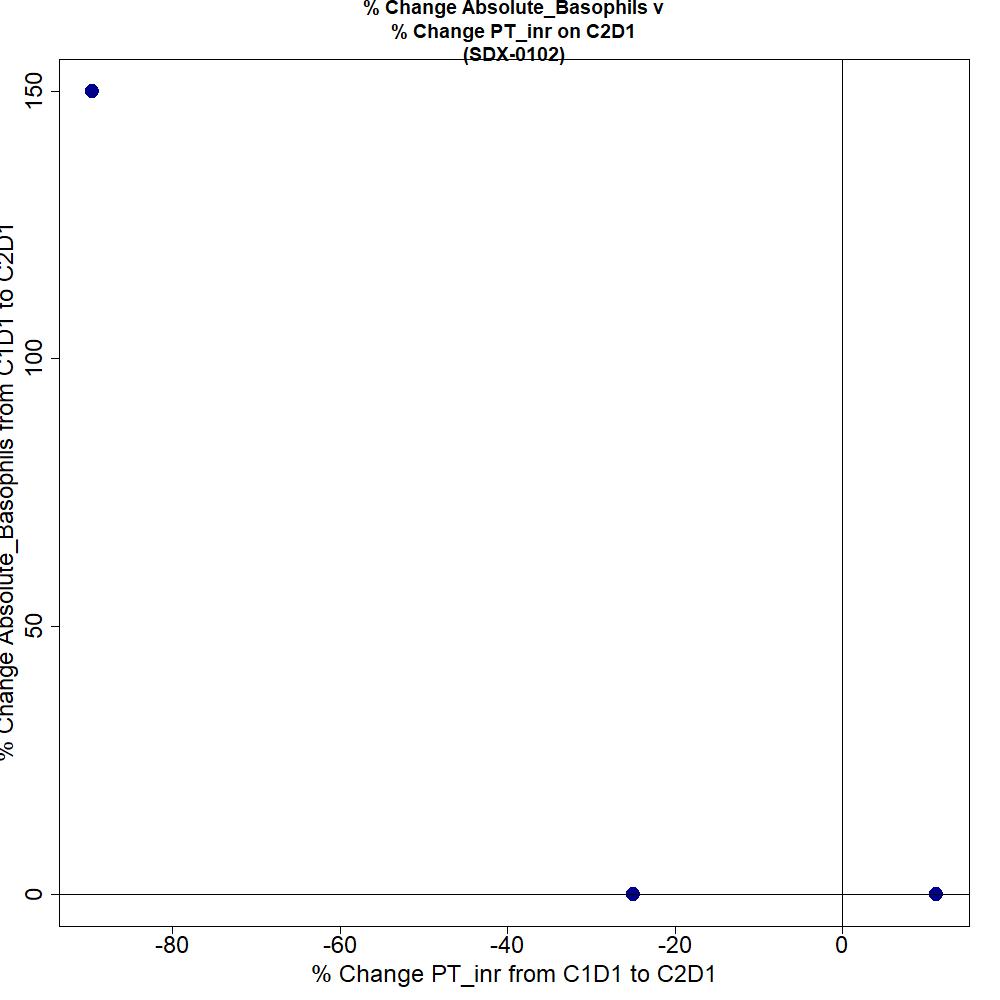 % Change Absolute_Basophils v
% Change PT_inr on C2D1
(SDX-0102)
% Change Absolute_Basophils from C1D1 to C2D1
150
100
50
0
-80
-60
-40
-20
0
% Change PT_inr from C1D1 to C2D1